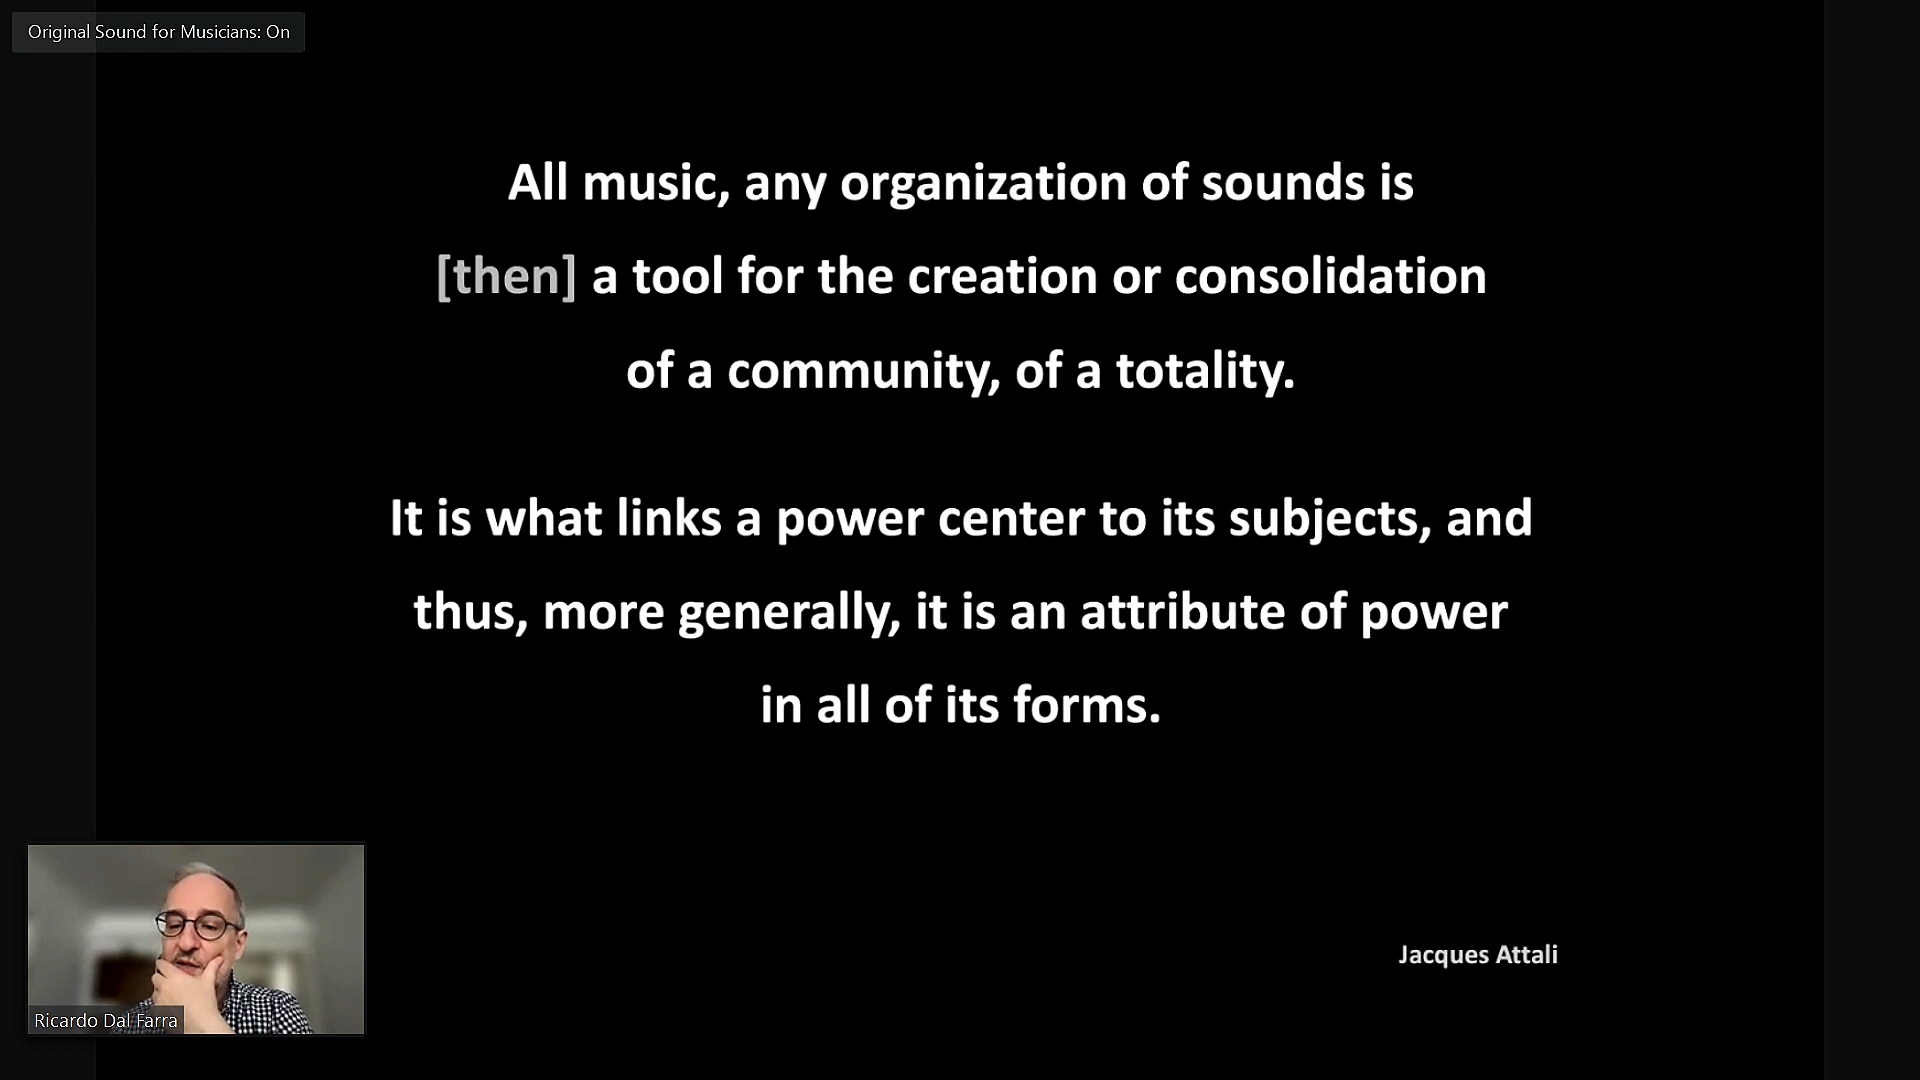 Original Sound for Musicians: On
All music, any organization of sounds is
[then] a tool for the creation or consolidation
of a community, of a totality.
It is what links a power center to its subjects, and
thus, more generally, it is an attribute of power
in all of its forms.
Jacques Attali
Ricardo Dal Farra